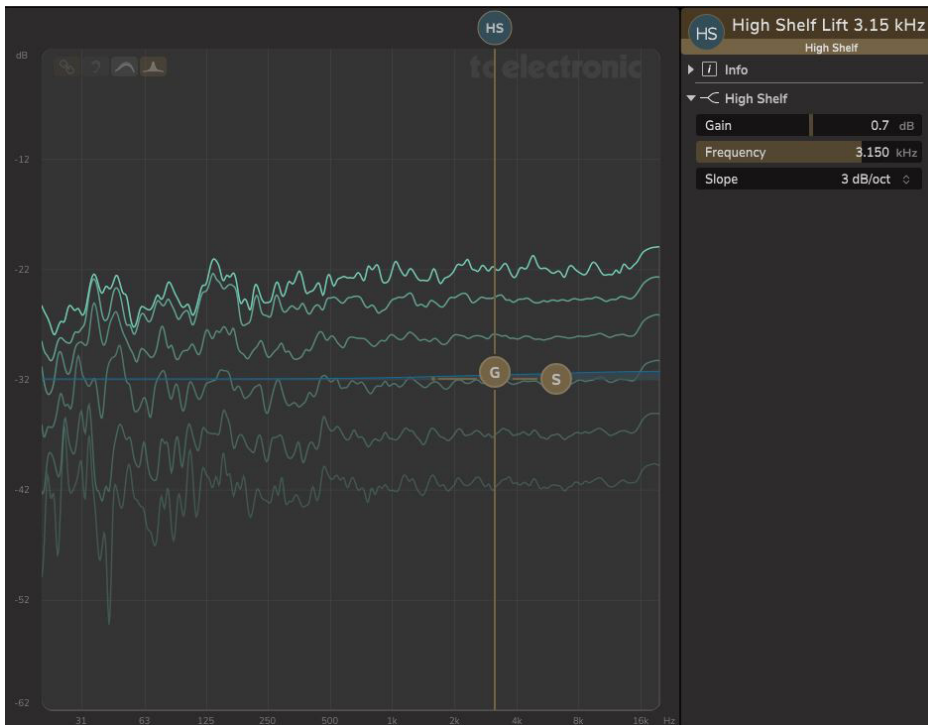 HS
dB
tc electronic
-12
-22
-32
-42
-52
-62
G
S
31 63 125 250 500 1k 2k 4k 8k 16k Hz
HS High Shelf Lift 3.15 kHz
High Shelf
i Info
High Shelf
Gain 0.7 dB
Frequency 3.150 kHz
Slope 3 dB/oct